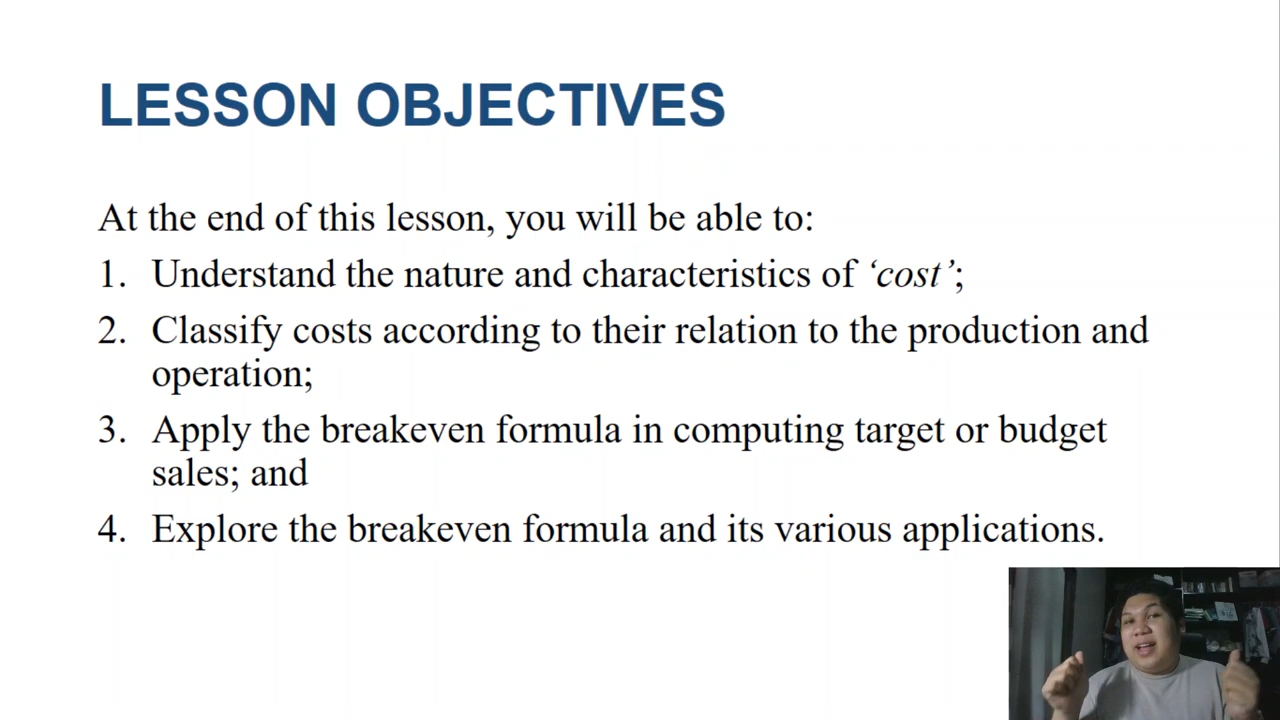 LESSON OBJECTIVES
At the end of this lesson, you will be able to:
1. Understand the nature and characteristics of ‘cost’;
2. Classify costs according to their relation to the production and
operation;
3. Apply the breakeven formula in computing target or budget
sales; and
4. Explore the breakeven formula and its various applications.